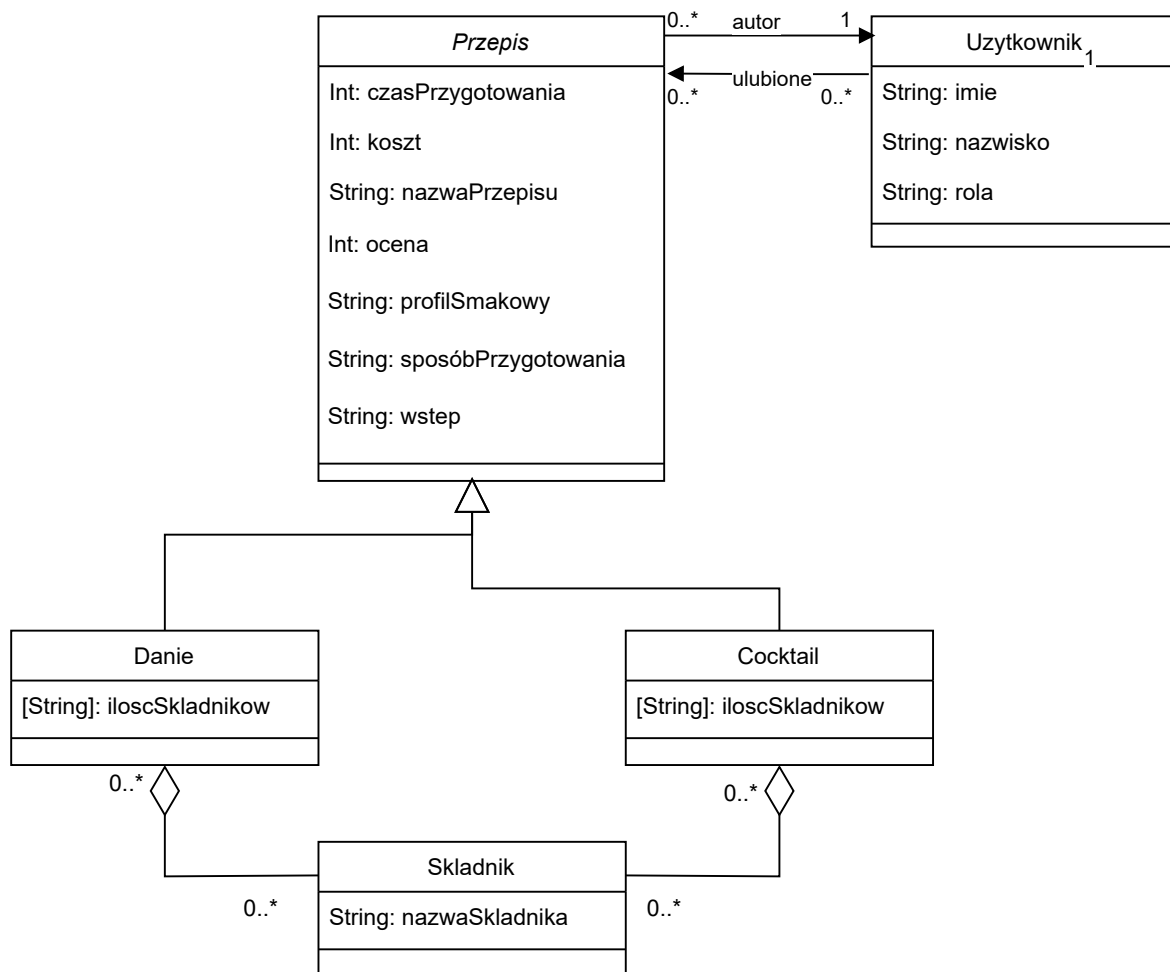 Przepis
Int: czasPrzygotowania
Int: koszt
String: nazwaPrzepisu
Int: ocena
String: profilSmakowy
String: sposóbPrzygotowania
String: wstep
0..* autor 1
ulubione
0..* 0..*
Uzytkownik
1
String: imie
String: nazwisko
String: rola
Danie
[String]: iloscSkladnikow
0..*
Cocktail
[String]: iloscSkladnikow
0..*
0..*
Skladnik
String: nazwaSkladnika
0..*